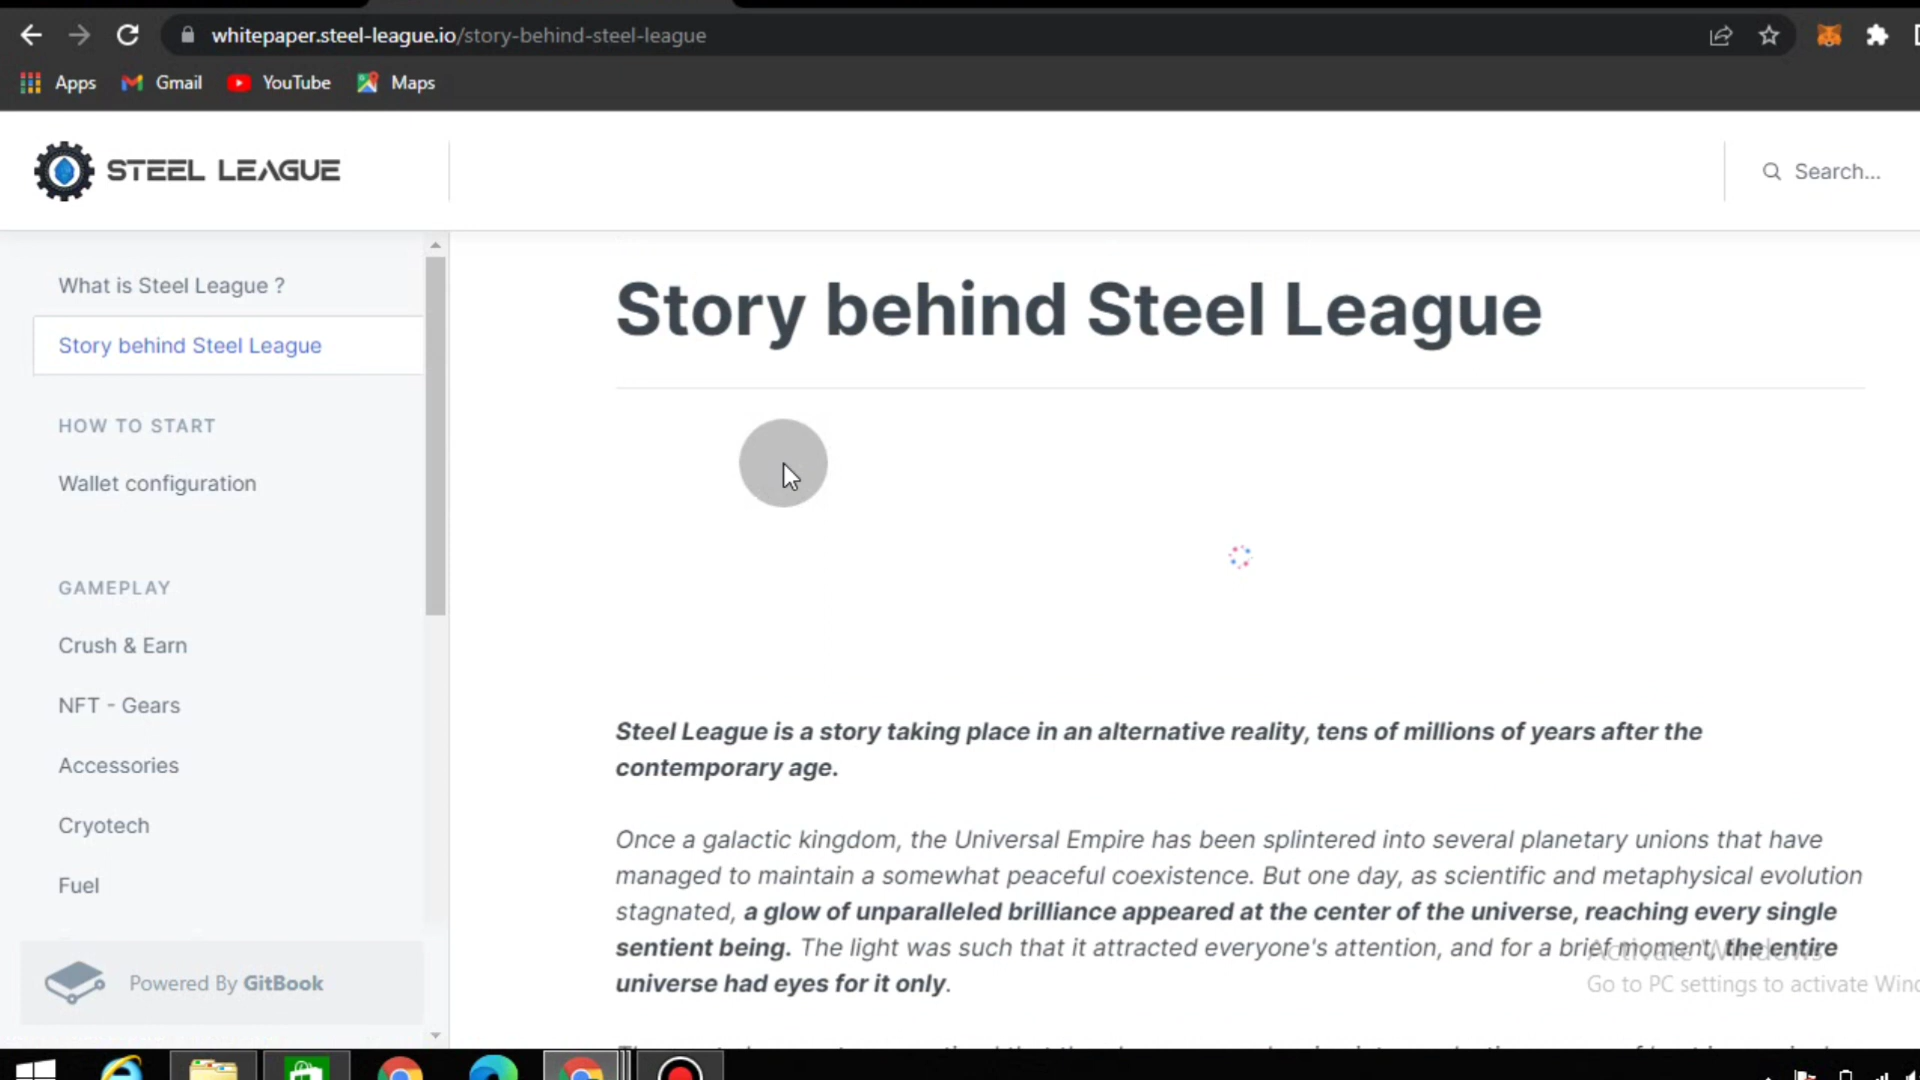 whitepaper.steel-league.io/story-behind-steel-league
Apps Gmail YouTube Maps
STEEL LEAGUE
Search...
What is Steel League ?
Story behind Steel League
HOW TO START
Wallet configuration
GAMEPLAY
Crush & Earn
NFT - Gears
Accessories
Cryotech
Fuel
Powered By GitBook
Story behind Steel League
Steel League is a story taking place in an alternative reality, tens of millions of years after the
contemporary age.
Once a galactic kingdom, the Universal Empire has been splintered into several planetary unions that have
managed to maintain a somewhat peaceful coexistence. But one day, as scientific and metaphysical evolution
stagnated, a glow of unparalleled brilliance appeared at the center of the universe, reaching every single
sentient being. The light was such that it attracted everyone's attention, and for a brief moment, the entire
universe had eyes for it only.
Activate Windows
Go to PC settings to activate Win